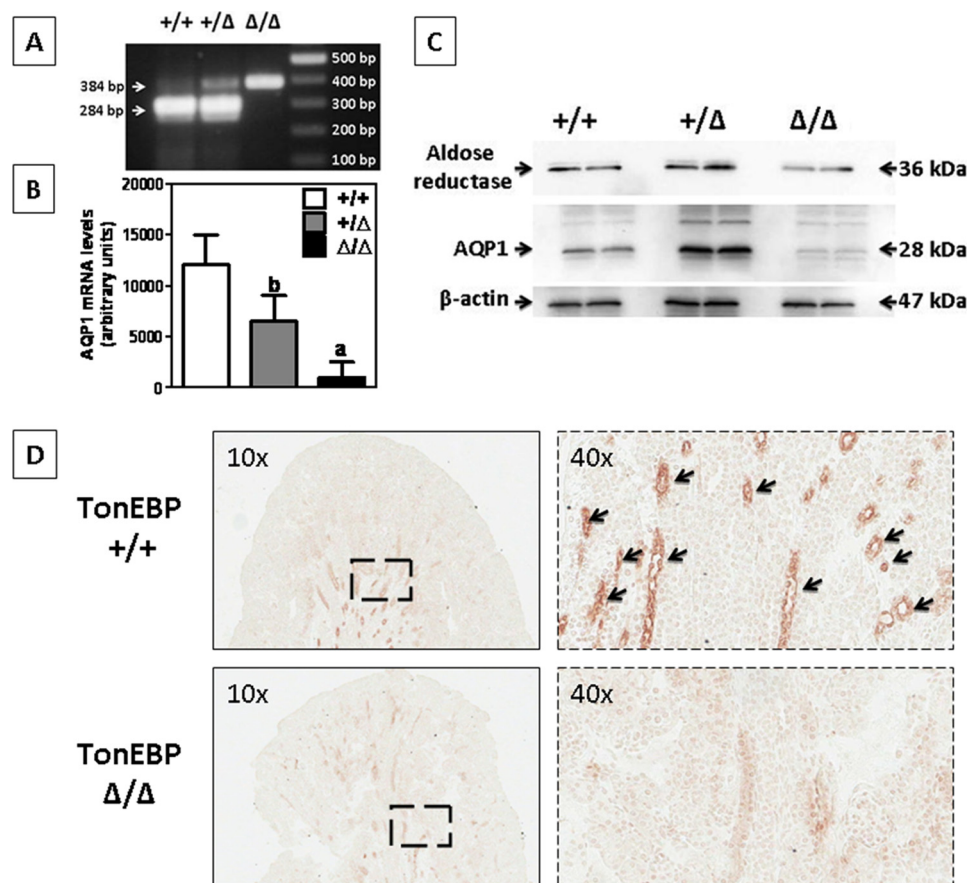 A
+/+ +/Δ Δ/Δ
500 bp
384 bp
400 bp
284 bp
300 bp
200 bp
100 bp
B
AQP1 mRNA levels
(arbitrary units)
20000
15000
10000
5000
0
+/+
+/Δ
Δ/Δ
b
a
C
+/+ +/Δ Δ/Δ
Aldose
reductase
36 kDa
AQP1
28 kDa
β-actin
47 kDa
D
TonEBP
+/+
10x
40x
TonEBP
Δ/Δ
10x
40x